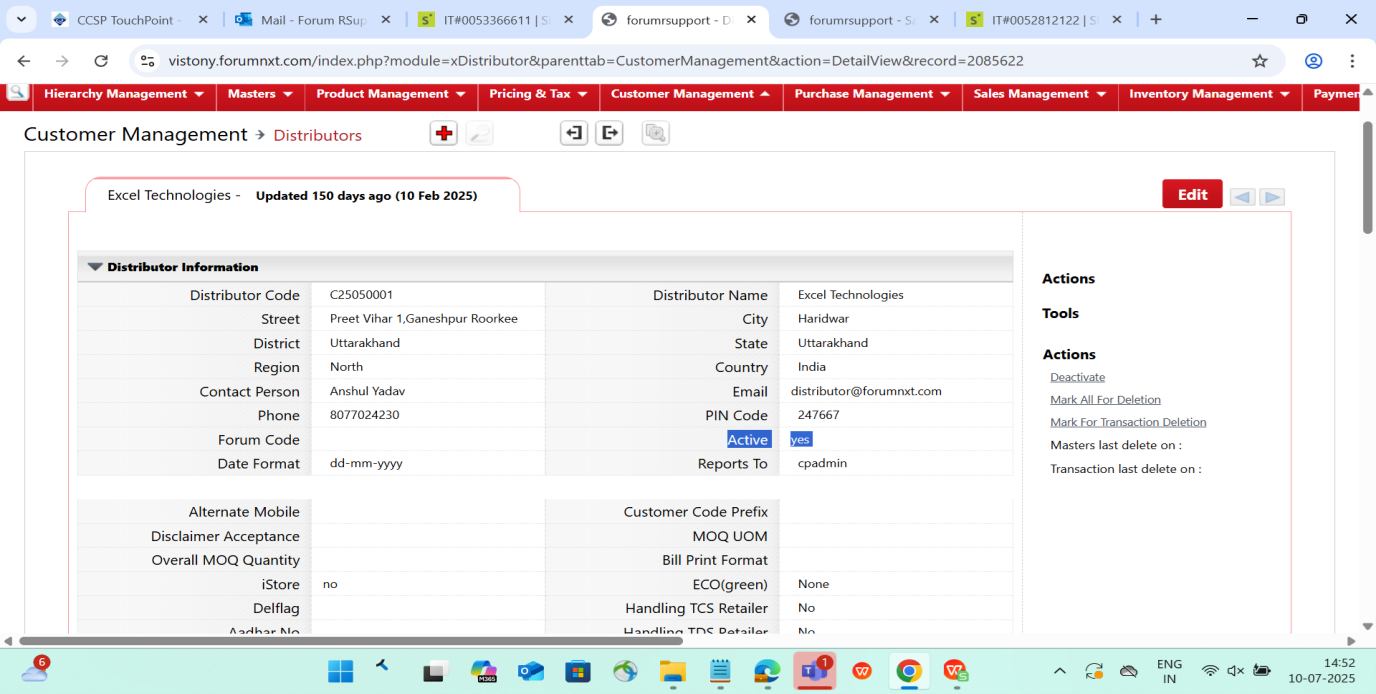 CCSP TouchPoint -
Mail - Forum RSup
IT#0053366611 | S
forumrsupport - D
forumrsupport - SA
IT#0052812122 | S
vistony.forumnxt.com/index.php?module=xDistributor&parenttab=CustomerManagement&action=DetailView&record=2085622
Hierarchy Management Masters Product Management Pricing & Tax Customer Management Purchase Management Sales Management Inventory Management Paymen
Customer Management Distributors
Excel Technologies - Updated 150 days ago (10 Feb 2025)
Edit
Distributor Information
Distributor Code C25050001 Distributor Name Excel Technologies
Street Preet Vihar 1,Ganeshpur Roorkee City Haridwar
District Uttarakhand State Uttarakhand
Region North Country India
Contact Person Anshul Yadav Email distributor@forumnxt.com
Phone 8077024230 PIN Code 247667
Forum Code Active yes
Date Format dd-mm-yyyy Reports To cpadmin
Alternate Mobile Customer Code Prefix
Disclaimer Acceptance MOQ UOM
Overall MOQ Quantity Bill Print Format
iStore no ECO(green) None
Delflag Handling TCS Retailer No
Aadhar No Handling TDS Retailer No
Actions
Tools
Actions
Deactivate
Mark All For Deletion
Mark For Transaction Deletion
Masters last delete on :
Transaction last delete on :
6
M365
1
ENG
IN
14:52
10-07-2025